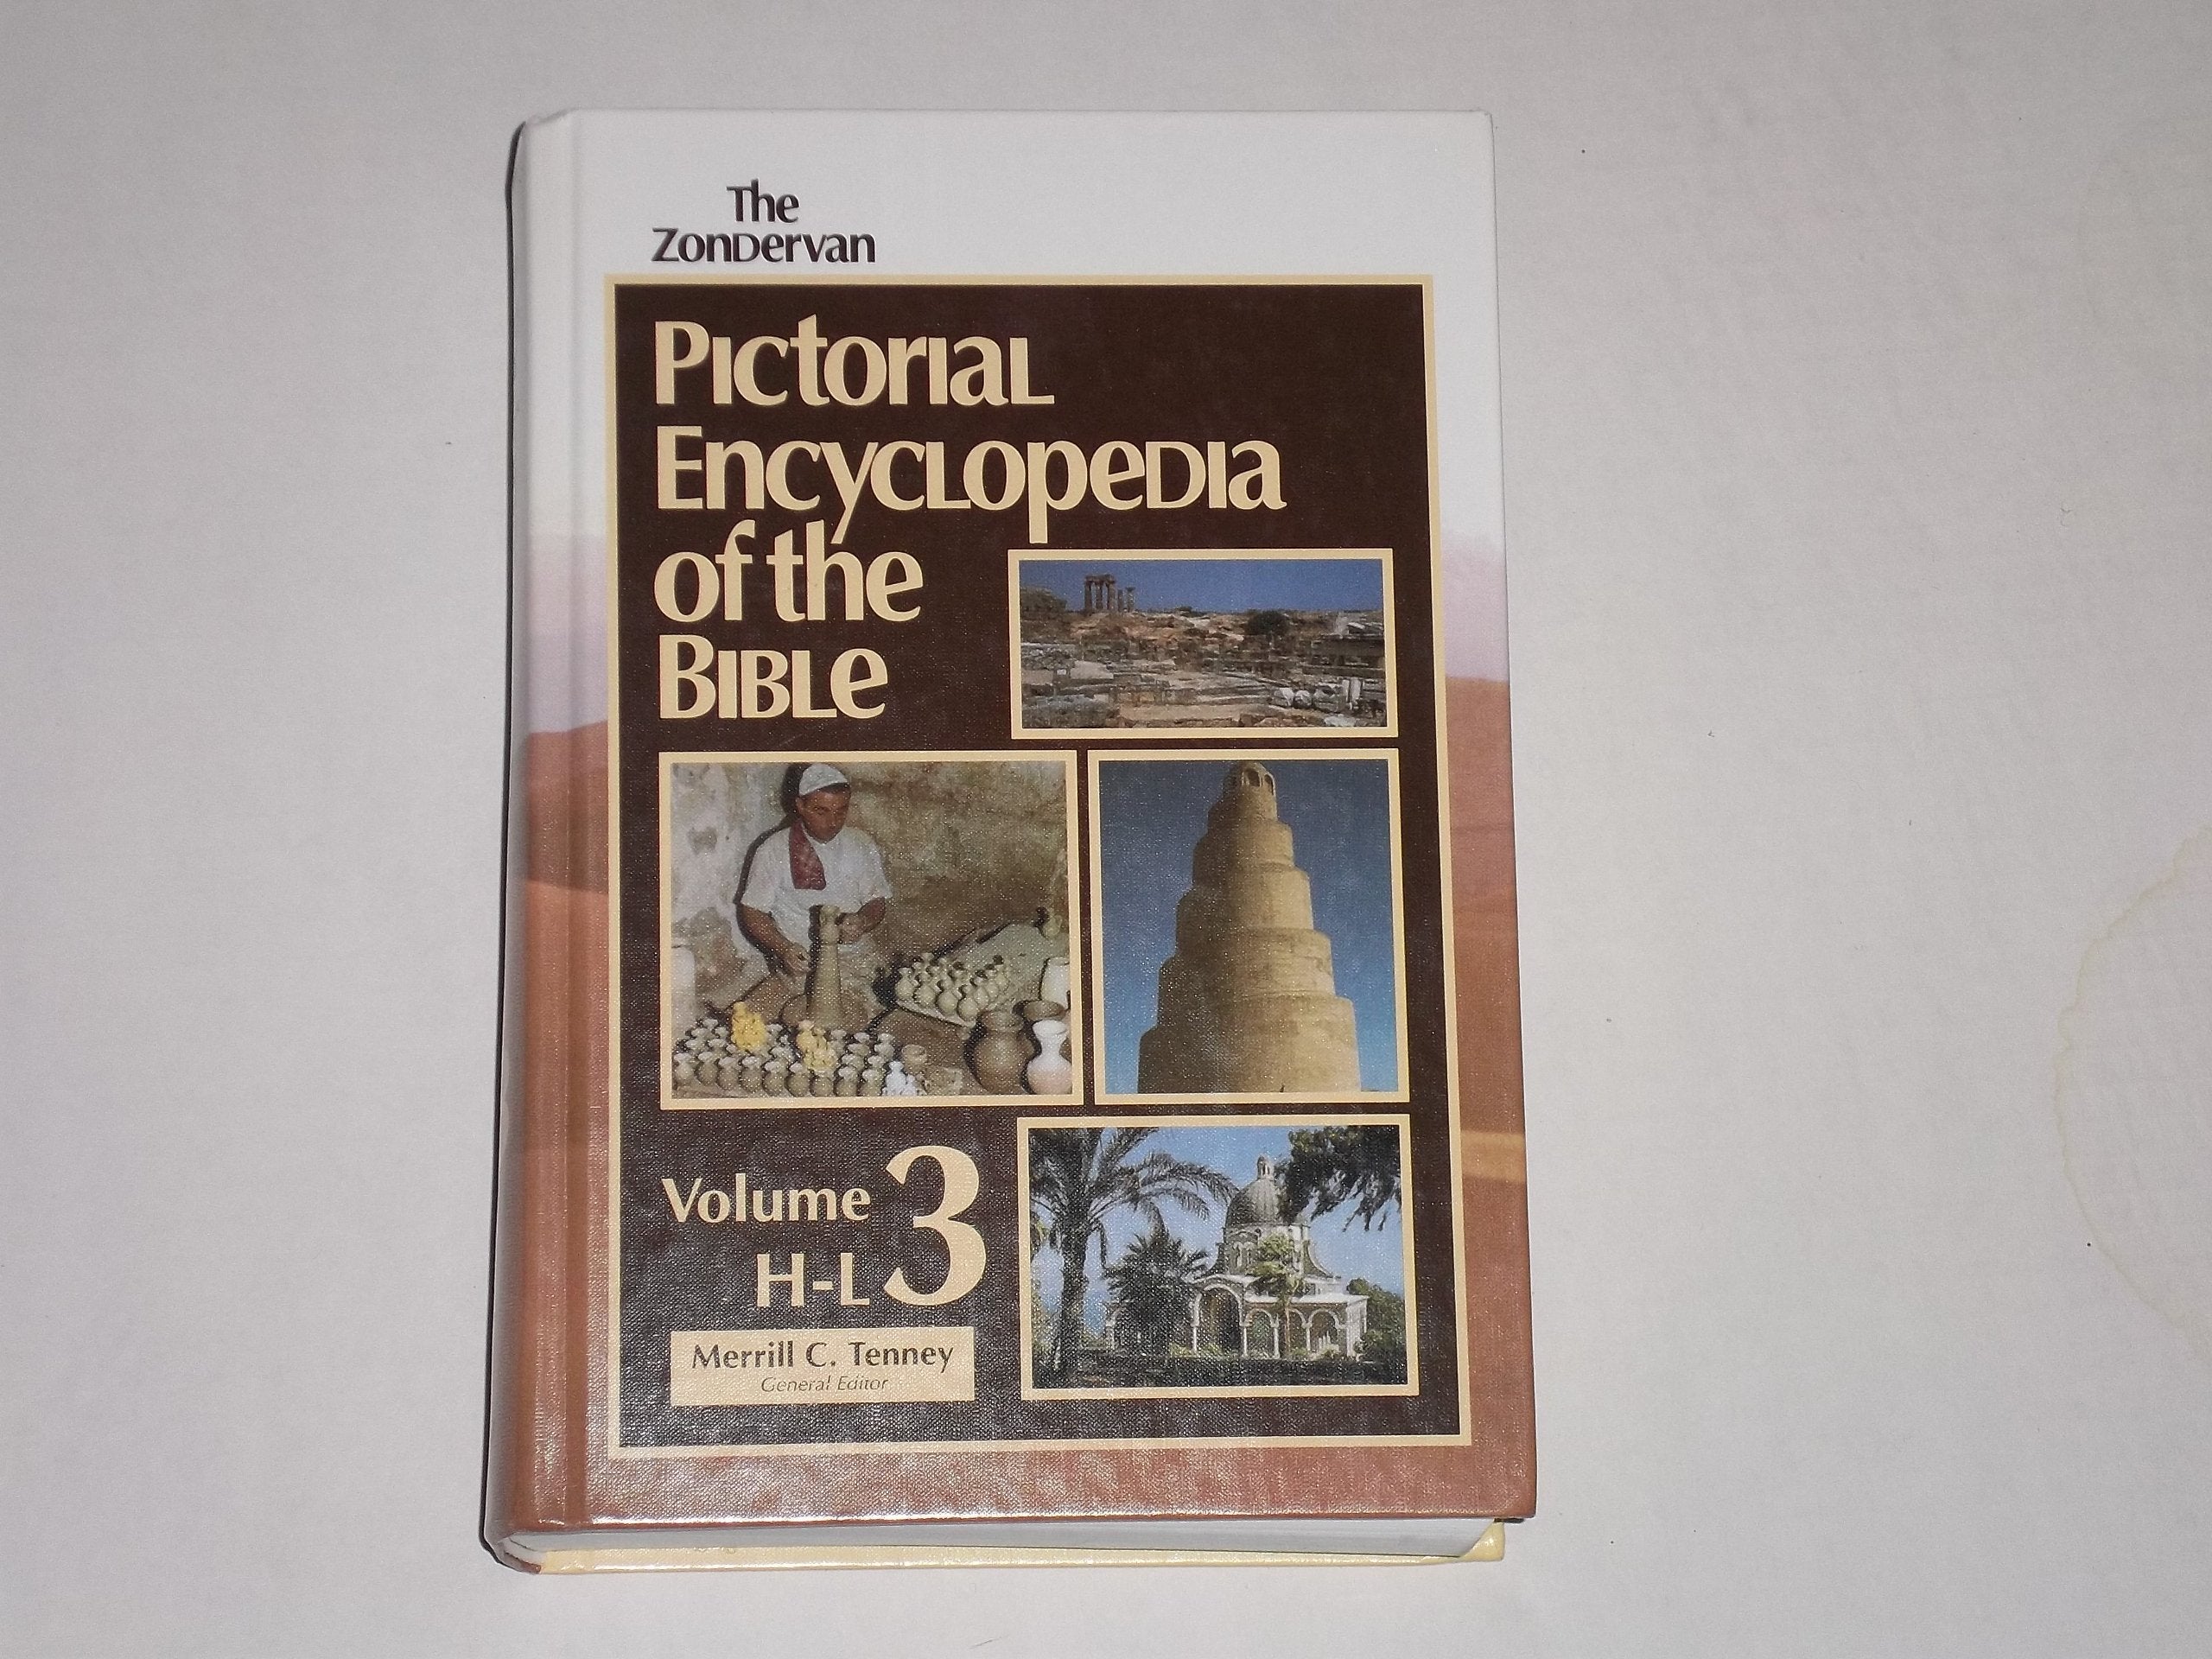 The
Zondervan
Pictorial
Encyclopedia
of the
Bible
Volume 3
H-L
Merrill C. Tenney
General Editor